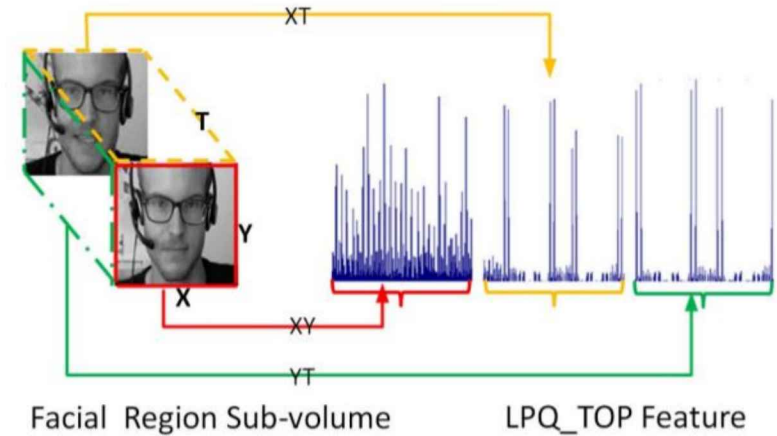 XT
T
Y
X
XY
YT
Facial Region Sub-volume
LPQ_TOP Feature